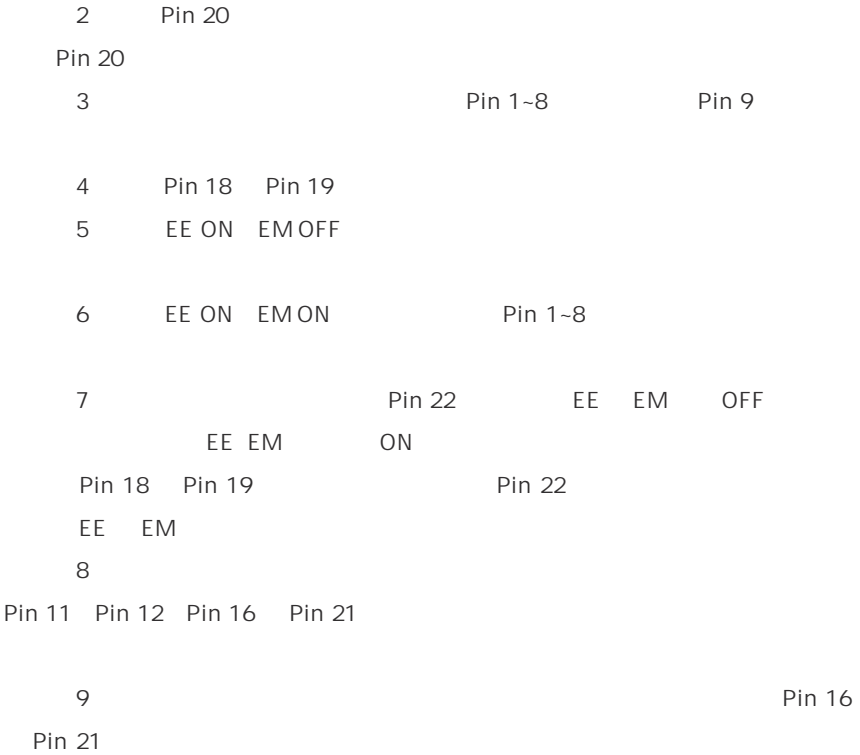 2 Pin 20
Pin 20
3 Pin 1~8 Pin 9
4 Pin 18 Pin 19
5 EE ON EM OFF
6 EE ON EM ON Pin 1~8
7 Pin 22 EE EM OFF
EE EM ON
Pin 18 Pin 19 Pin 22
EE EM
8
Pin 11 Pin 12 Pin 16 Pin 21
9 Pin 16
Pin 21